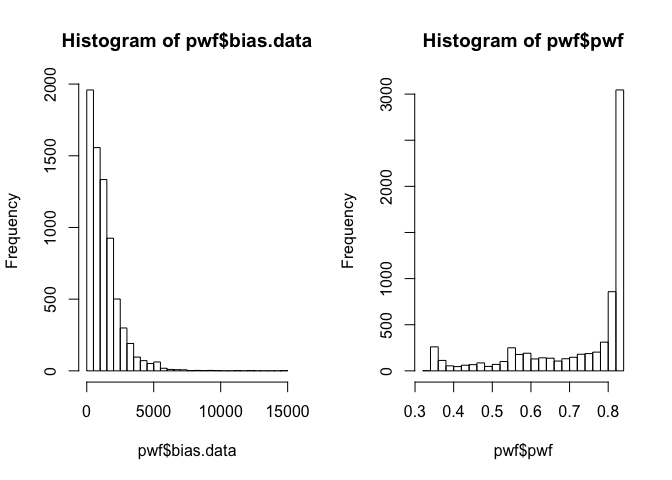 Histogram of pwf$bias.data
Frequency
2000
1500
1000
500
0
0 5000 10000 15000
pwf$bias.data
Histogram of pwf$pwf
Frequency
3000
2000
1000
500
0
0.3 0.4 0.5 0.6 0.7 0.8
pwf$pwf